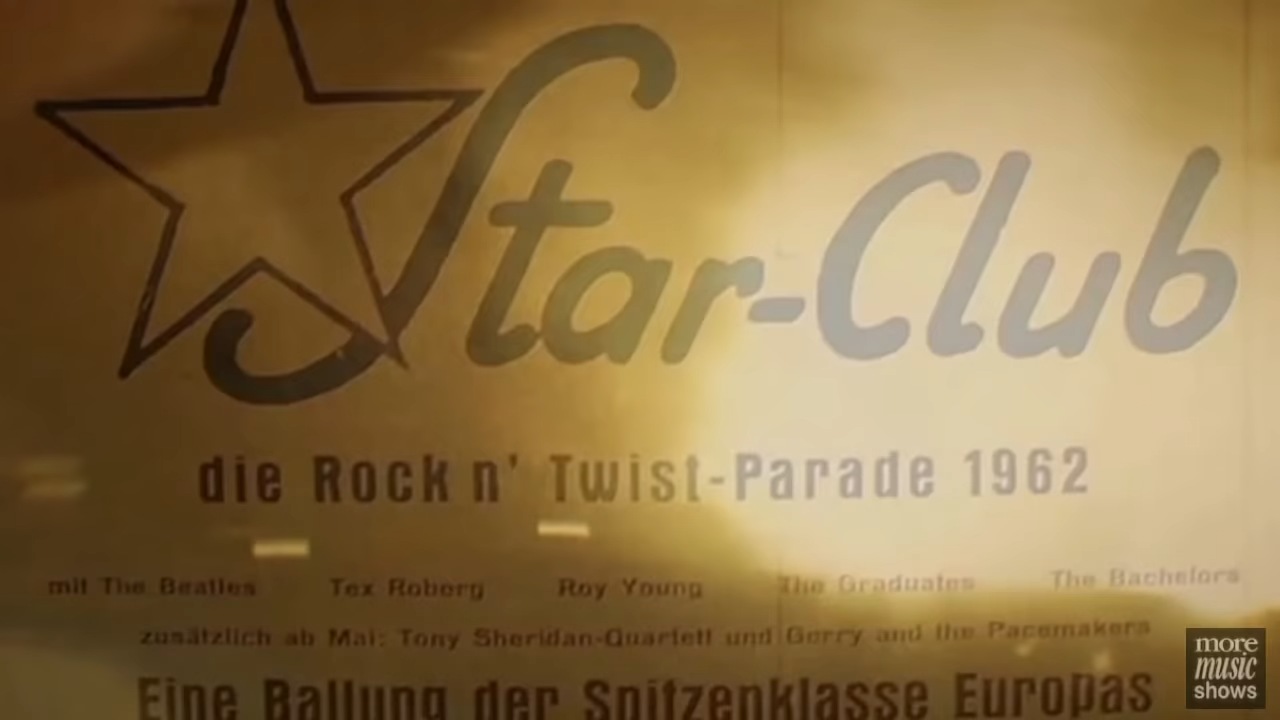 Star-Club
die Rock n' Twist-Parade 1962
mit The Beatles Tex Roberg Roy Young The Graduates The Bachelors
zusätzlich ab Mai: Tony Sheridan-Quartett und Gerry and the Pacemakers
Eine Ballung der Spitzenklasse Europas
more
music
shows